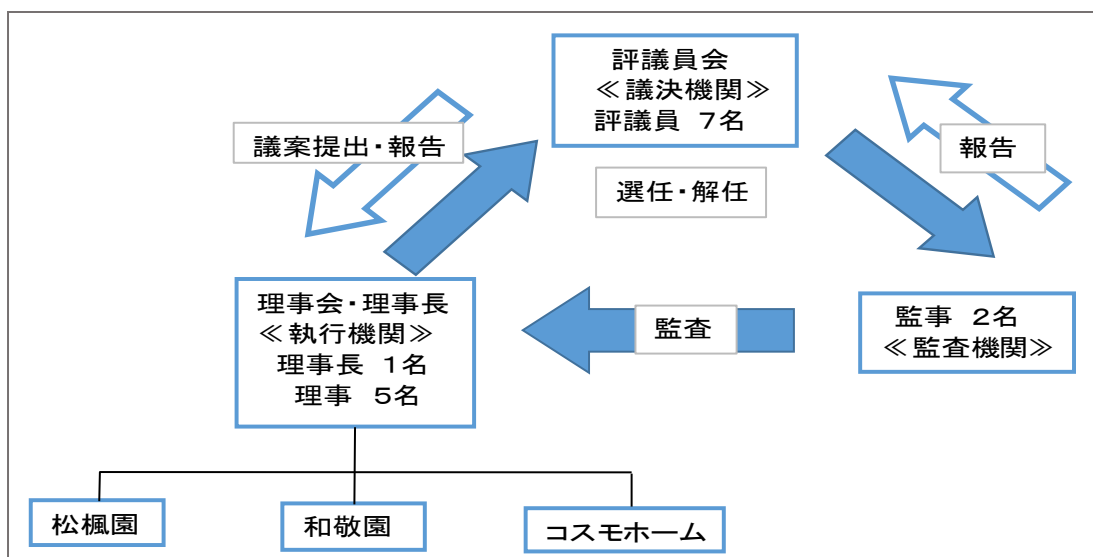 評議員会
≪議決機関≫
評議員 7名
議案提出・報告
報告
選任・解任
理事会・理事長
≪執行機関≫
理事長 1名
理事 5名
監査
監事 2名
≪監査機関≫
松楓園
和敬園
コスモホーム